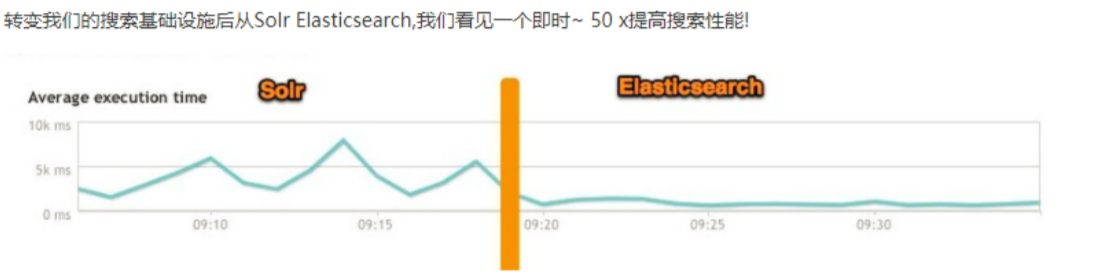 转变我们的搜索基础设施后从Solr Elasticsearch,我们看见一个即时~ 50 x提高搜索性能!
Solr
Elasticsearch
Average execution time
10k ms
5k ms
0 ms
09:10 09:15 09:20 09:25 09:30